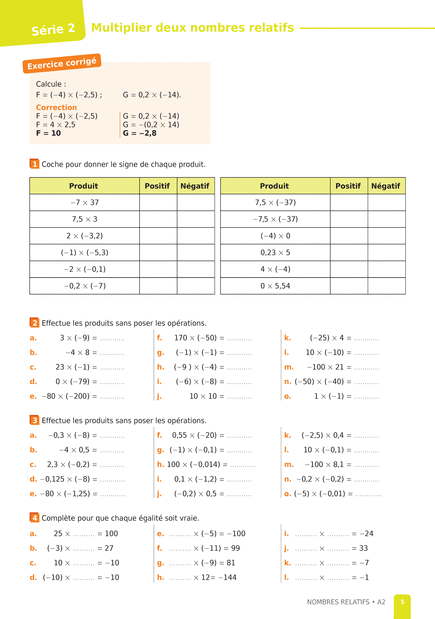 Série 2
Multiplier deux nombres relatifs
Exercice corrigé
Calcule :
F = (−4) × (−2,5) ; G = 0,2 × (−14).
Correction
F = (−4) × (−2,5) G = 0,2 × (−14)
F = 4 × 2,5 G = −(0,2 × 14)
F = 10 G = −2,8
1 Coche pour donner le signe de chaque produit.
Produit Positif Négatif Produit Positif Négatif
−7 × 37 7,5 × (−37)
7,5 × 3 −7,5 × (−37)
2 × (−3,2) (−4) × 0
(−1) × (−5,3) 0,23 × 5
−2 × (−0,1) 4 × (−4)
−0,2 × (−7) 0 × 5,54
2 Effectue les produits sans poser les opérations.
a. 3 × (−9) = ........... f. 170 × (−50) = ........... k. (−25) × 4 = ...........
b. −4 × 8 = ........... g. (−1) × (−1) = ........... l. 10 × (−10) = ...........
c. 23 × (−1) = ........... h. (−9 ) × (−4) = ........... m. −100 × 21 = ...........
d. 0 × (−79) = ........... i. (−6) × (−8) = ........... n. (−50) × (−40) = ...........
e. −80 × (−200) = ........... j. 10 × 10 = ........... o. 1 × (−1) = ...........
3 Effectue les produits sans poser les opérations.
a. −0,3 × (−8) = ........... f. 0,55 × (−20) = ........... k. (−2,5) × 0,4 = ...........
b. −4 × 0,5 = ........... g. (−1) × (−0,1) = ........... l. 10 × (−0,1) = ...........
c. 2,3 × (−0,2) = ........... h. 100 × (−0,014) = ........... m. −100 × 8,1 = ...........
d. −0,125 × (−8) = ........... i. 0,1 × (−1,2) = ........... n. −0,2 × (−0,2) = ...........
e. −80 × (−1,25) = ........... j. (−0,2) × 0,5 = ........... o. (−5) × (−0,01) = ...........
4 Complète pour que chaque égalité soit vraie.
a. 25 × .......... = 100 e. .......... × (−5) = −100 i. .......... × .......... = −24
b. (−3) × .......... = 27 f. .......... × (−11) = 99 j. .......... × .......... = 33
c. 10 × .......... = −10 g. .......... × (−9) = 81 k. .......... × .......... = −7
d. (−10) × .......... = −10 h. .......... × 12= −144 l. .......... × .......... = −1
NOMBRES RELATIFS • A2 5